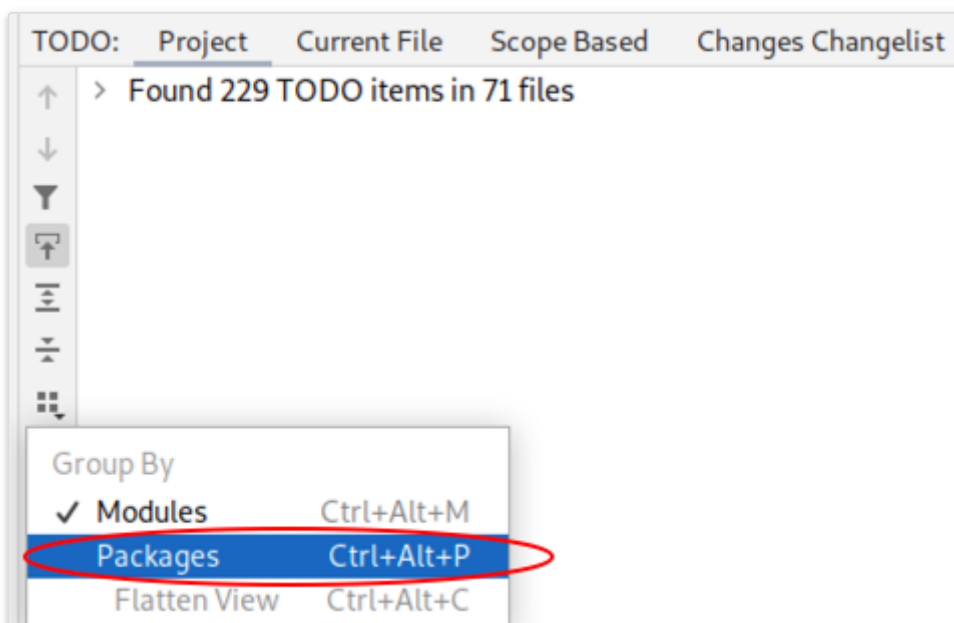 TODO: Project Current File Scope Based Changes Changelist
Found 229 TODO items in 71 files
Group By
Modules Ctrl+Alt+M
Packages Ctrl+Alt+P
Flatten View Ctrl+Alt+C